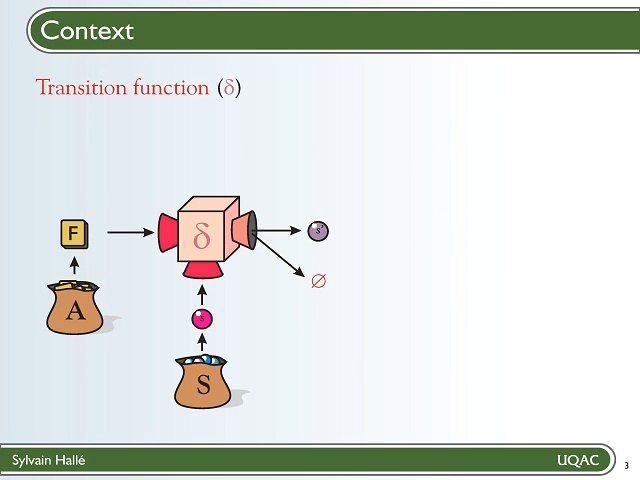 Context
Transition function (δ)
F
δ
s'
A
∅
s
S
Sylvain Hallé
UQAC
3